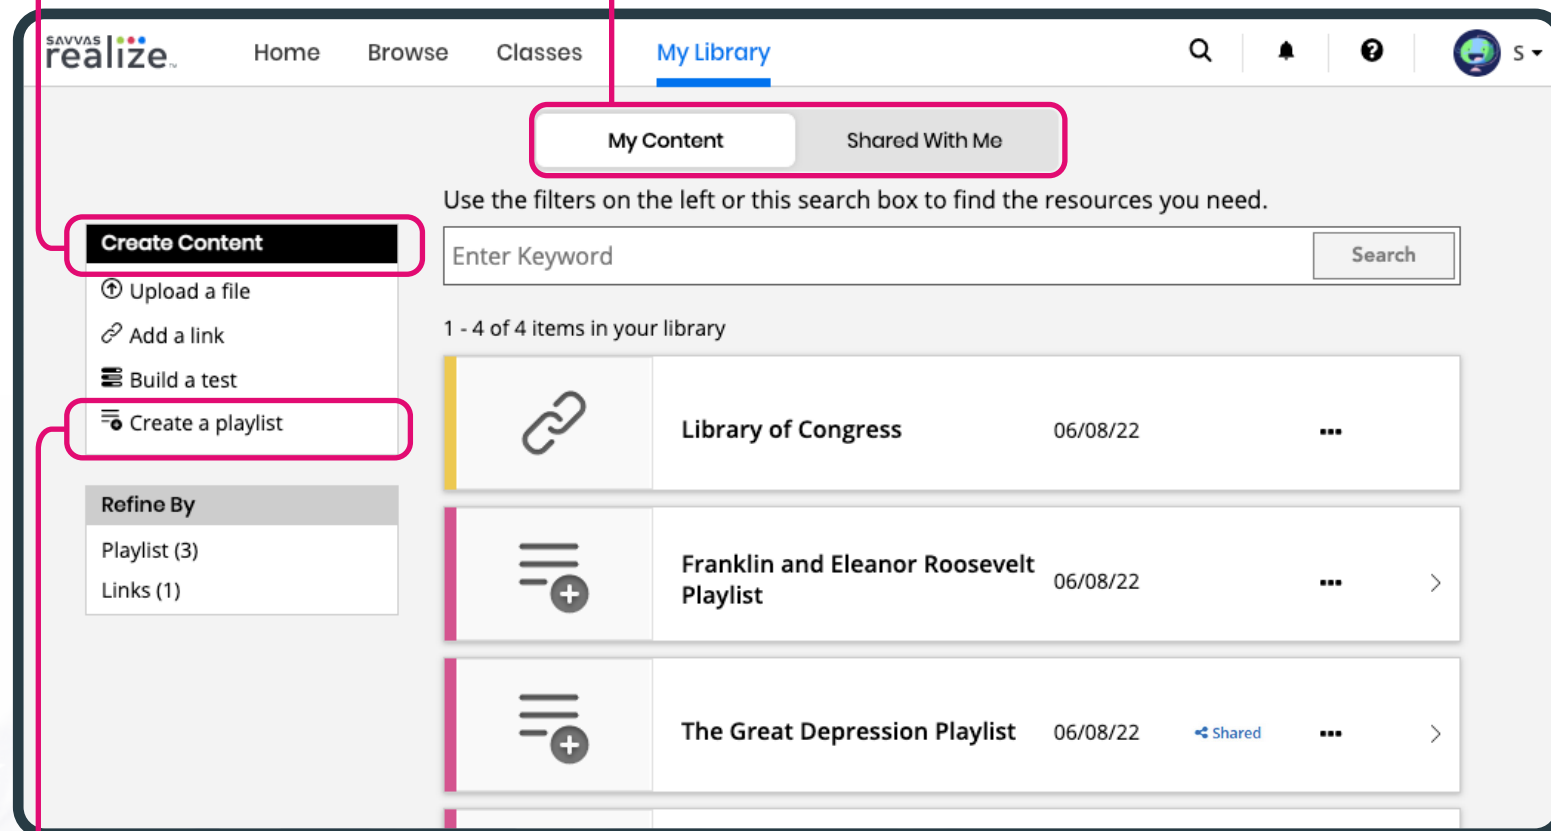 savvas
realize™
Home Browse Classes My Library S
My Content Shared With Me
Use the filters on the left or this search box to find the resources you need.
Create Content
Upload a file
Add a link
Build a test
Create a playlist
Refine By
Playlist (3)
Links (1)
Enter Keyword Search
1 - 4 of 4 items in your library
Library of Congress 06/08/22
Franklin and Eleanor Roosevelt
Playlist 06/08/22
The Great Depression Playlist 06/08/22 Shared